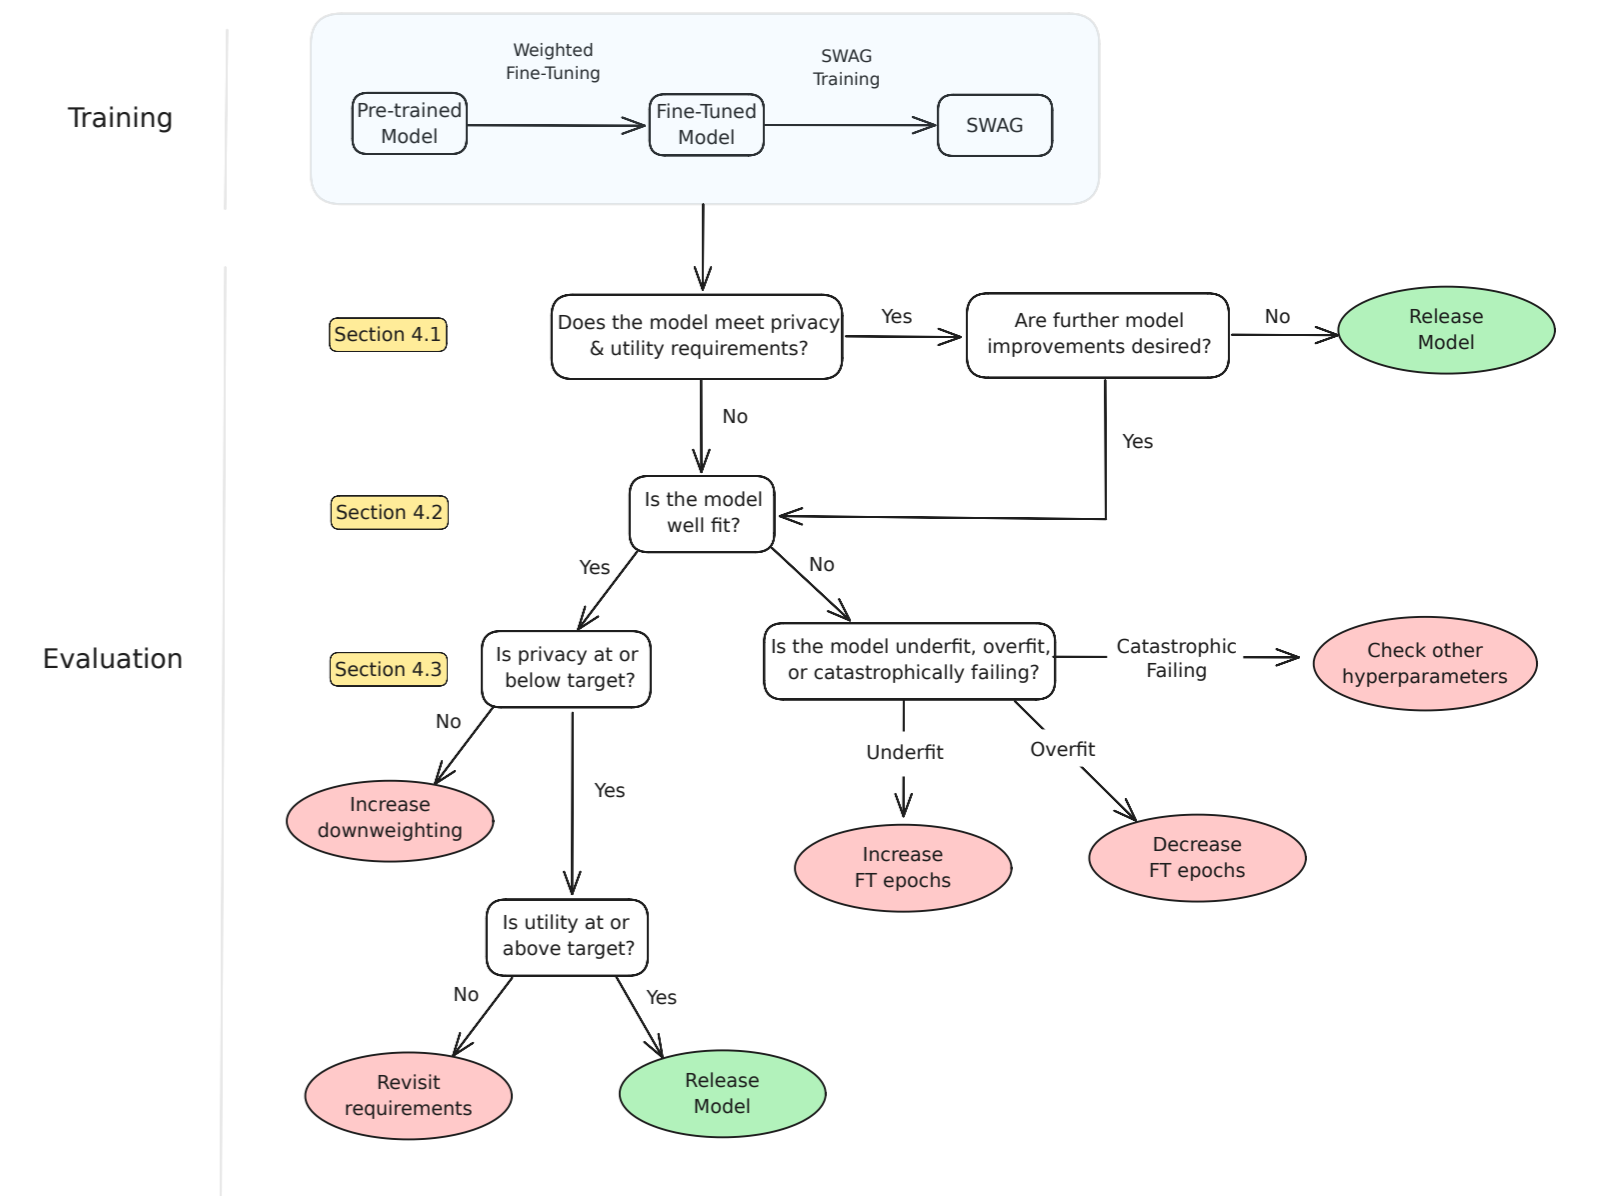 Training
Weighted
Fine-Tuning
SWAG
Training
Pre-trained
Model
Fine-Tuned
Model
SWAG
Evaluation
Section 4.1
Does the model meet privacy
& utility requirements?
Yes
Are further model
improvements desired?
No
Release
Model
No
Yes
Section 4.2
Is the model
well fit?
Yes
No
Section 4.3
Is privacy at or
below target?
Is the model underfit, overfit,
or catastrophically failing?
Catastrophic
Failing
Check other
hyperparameters
No
Yes
Underfit
Overfit
Increase
downweighting
Increase
FT epochs
Decrease
FT epochs
Is utility at or
above target?
No
Yes
Revisit
requirements
Release
Model